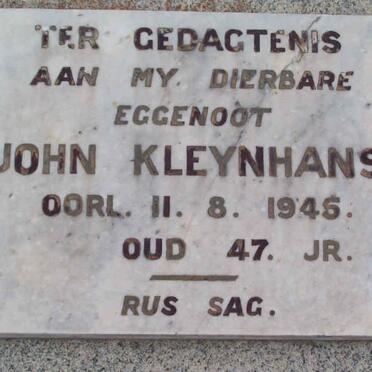 TER GEDAGTENIS
AAN MY DIERBARE
EGGENOOT
JOHN KLEYNHANS
OORL. 11. 8. 1945.
OUD 47. JR.
RUS SAG.